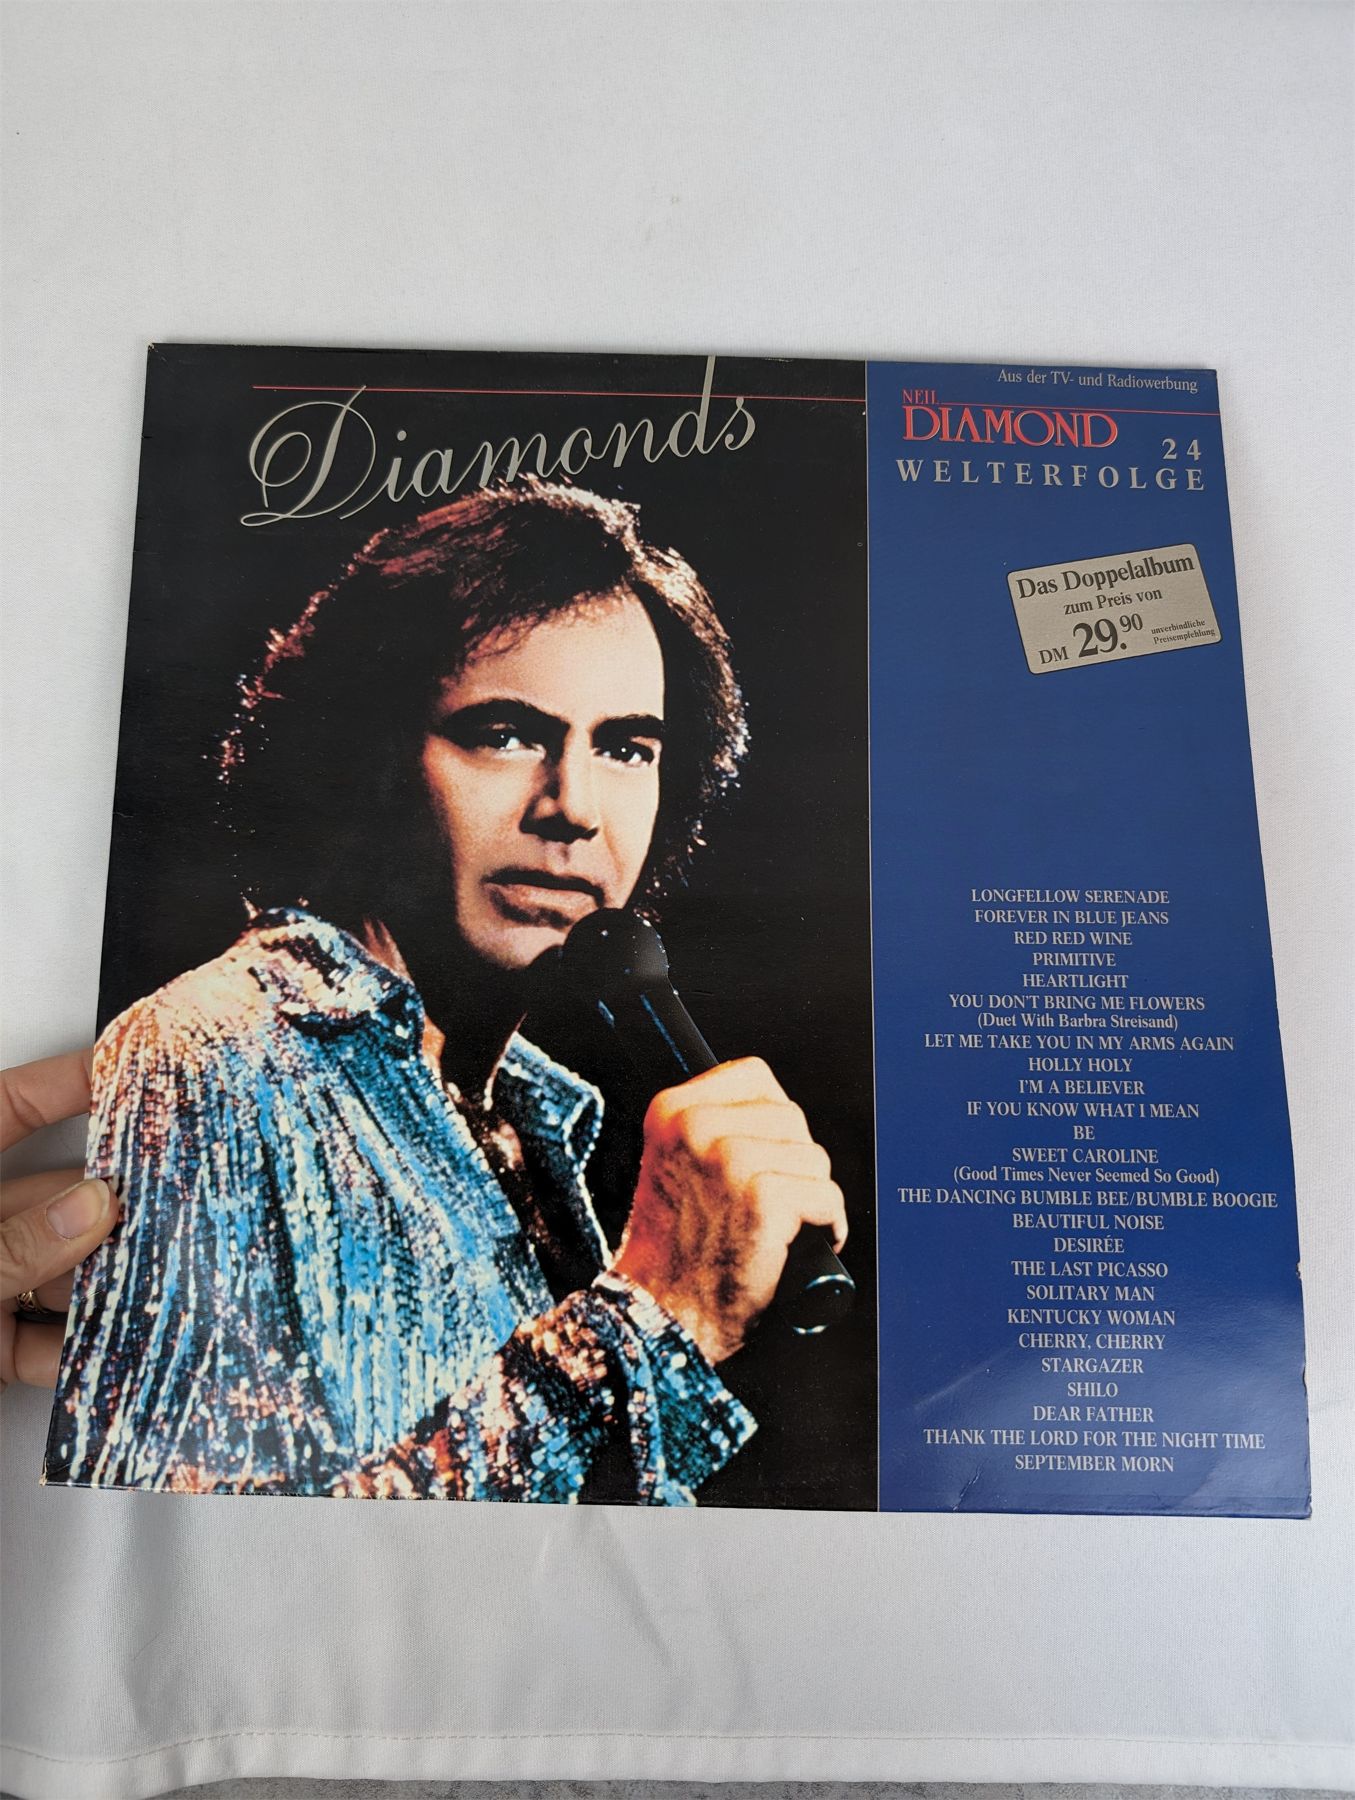 Diamonds
Aus der TV- und Radiowerbung
NEIL
DIAMOND
24
WELTERFOLGE
Das Doppelalbum
zum Preis von
DM 29.90 unverbindliche
Preisempfehlung
LONGFELLOW SERENADE
FOREVER IN BLUE JEANS
RED RED WINE
PRIMITIVE
HEARTLIGHT
YOU DON'T BRING ME FLOWERS
(Duet With Barbra Streisand)
LET ME TAKE YOU IN MY ARMS AGAIN
HOLLY HOLY
I'M A BELIEVER
IF YOU KNOW WHAT I MEAN
BE
SWEET CAROLINE
(Good Times Never Seemed So Good)
THE DANCING BUMBLE BEE/BUMBLE BOOGIE
BEAUTIFUL NOISE
DESIRÉE
THE LAST PICASSO
SOLITARY MAN
KENTUCKY WOMAN
CHERRY, CHERRY
STARGAZER
SHILO
DEAR FATHER
THANK THE LORD FOR THE NIGHT TIME
SEPTEMBER MORN